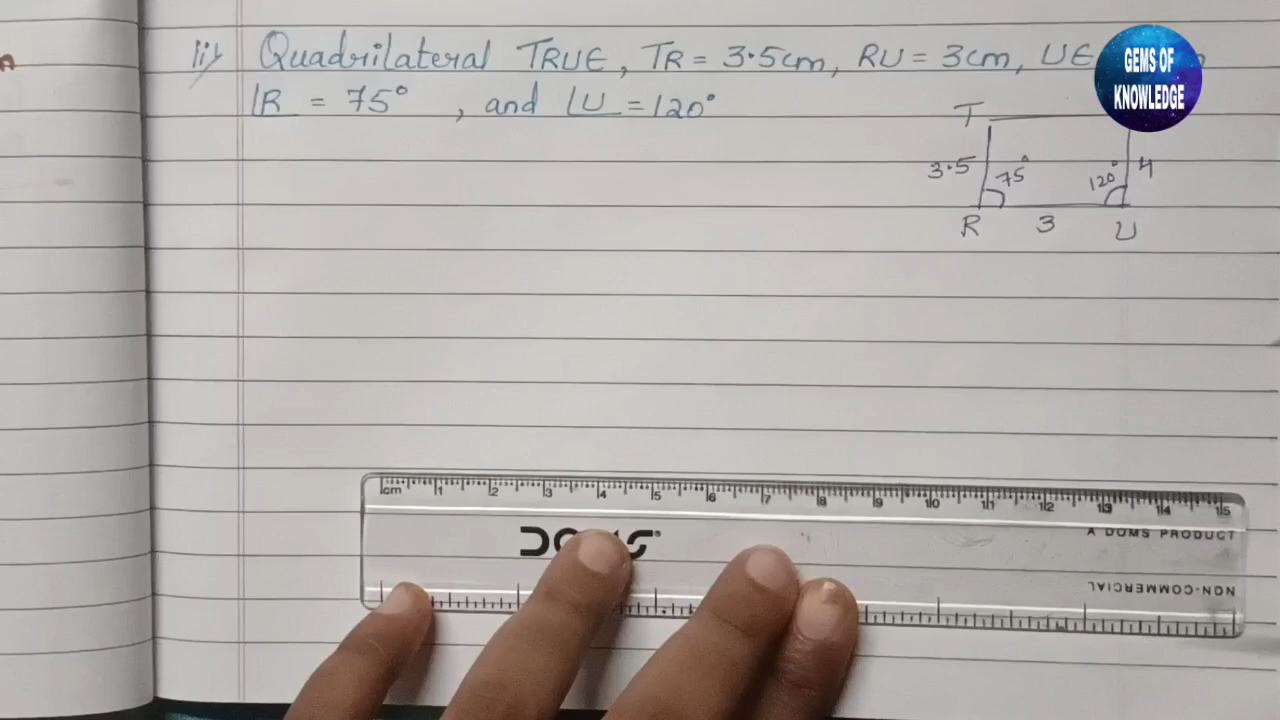 ii) Quadrilateral TRUE, TR = 3.5cm, RU = 3cm, UE
∠R = 75°, and ∠U = 120°
GEMS OF
KNOWLEDGE
T
3.5 75° 120° 4
R 3 U
cm 1 2 3 4 5 6 7 8 9 10 11 12 13 14 15
A DOMS PRODUCT
NON-COMMERCIAL